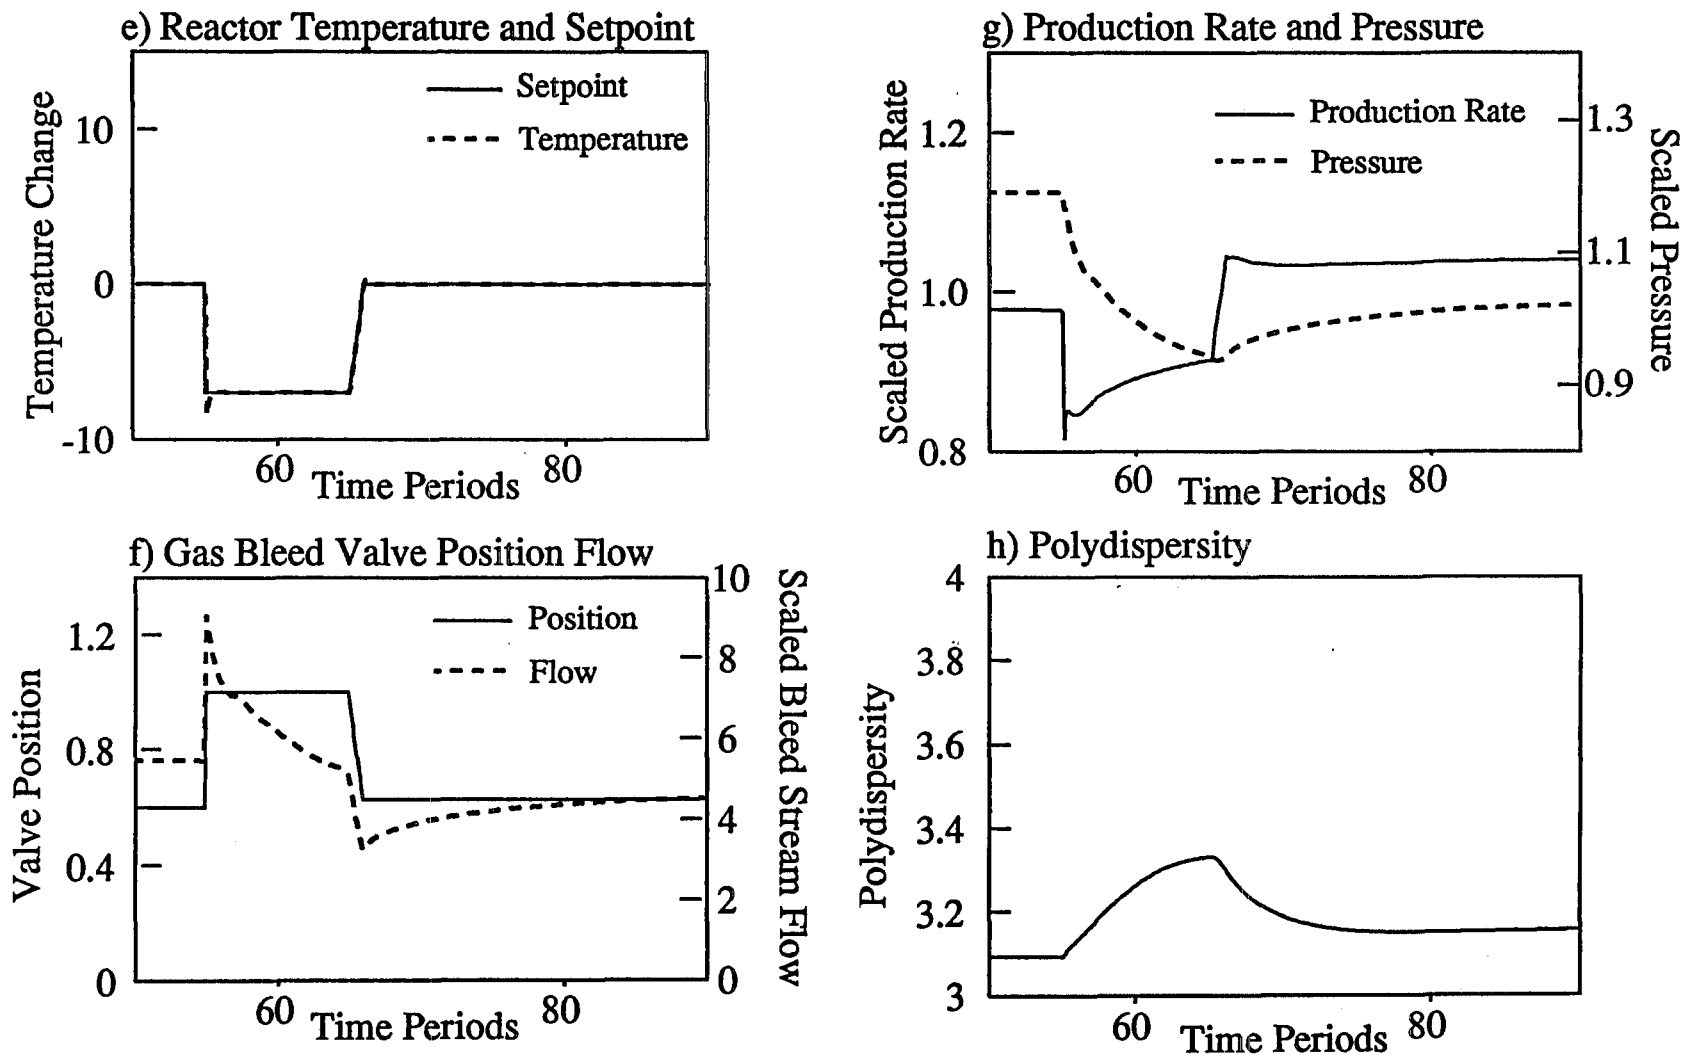 e) Reactor Temperature and Setpoint
Temperature Change
10
0
-10
Setpoint
Temperature
60
80
Time Periods
g) Production Rate and Pressure
Scaled Production Rate
1.2
1.0
0.8
Production Rate
Pressure
1.3
1.1
0.9
Scaled Pressure
60
80
Time Periods
f) Gas Bleed Valve Position Flow
Valve Position
1.2
0.8
0.4
0
Position
Flow
10
8
6
4
2
0
Scaled Bleed Stream Flow
60
80
Time Periods
h) Polydispersity
Polydispersity
4
3.8
3.6
3.4
3.2
3
60
80
Time Periods